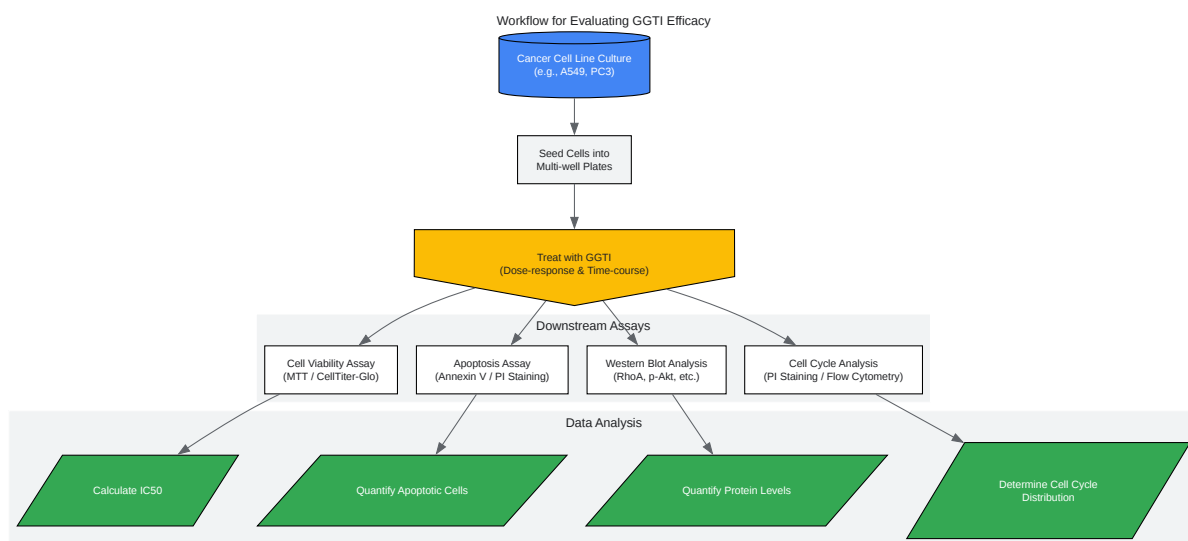 Workflow for Evaluating GGTI Efficacy
Cancer Cell Line Culture
(e.g., A549, PC3)
Seed Cells into
Multi-well Plates
Treat with GGTI
(Dose-response & Time-course)
Downstream Assays
Cell Viability Assay
(MTT / CellTiter-Glo)
Apoptosis Assay
(Annexin V / PI Staining)
Western Blot Analysis
(RhoA, p-Akt, etc.)
Cell Cycle Analysis
(PI Staining / Flow Cytometry)
Data Analysis
Calculate IC50
Quantify Apoptotic Cells
Quantify Protein Levels
Determine Cell Cycle
Distribution